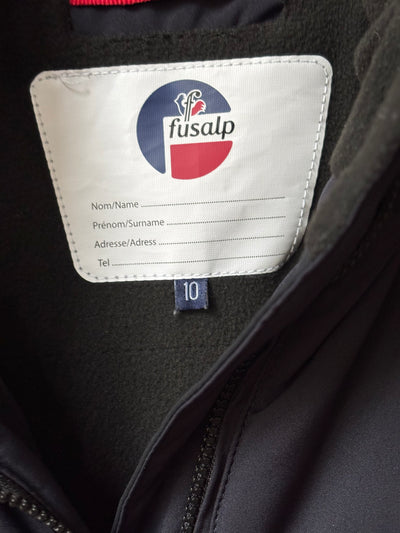 fusalp
Nom/Name
Prénom/Surname
Adresse/Adress
Tel
10